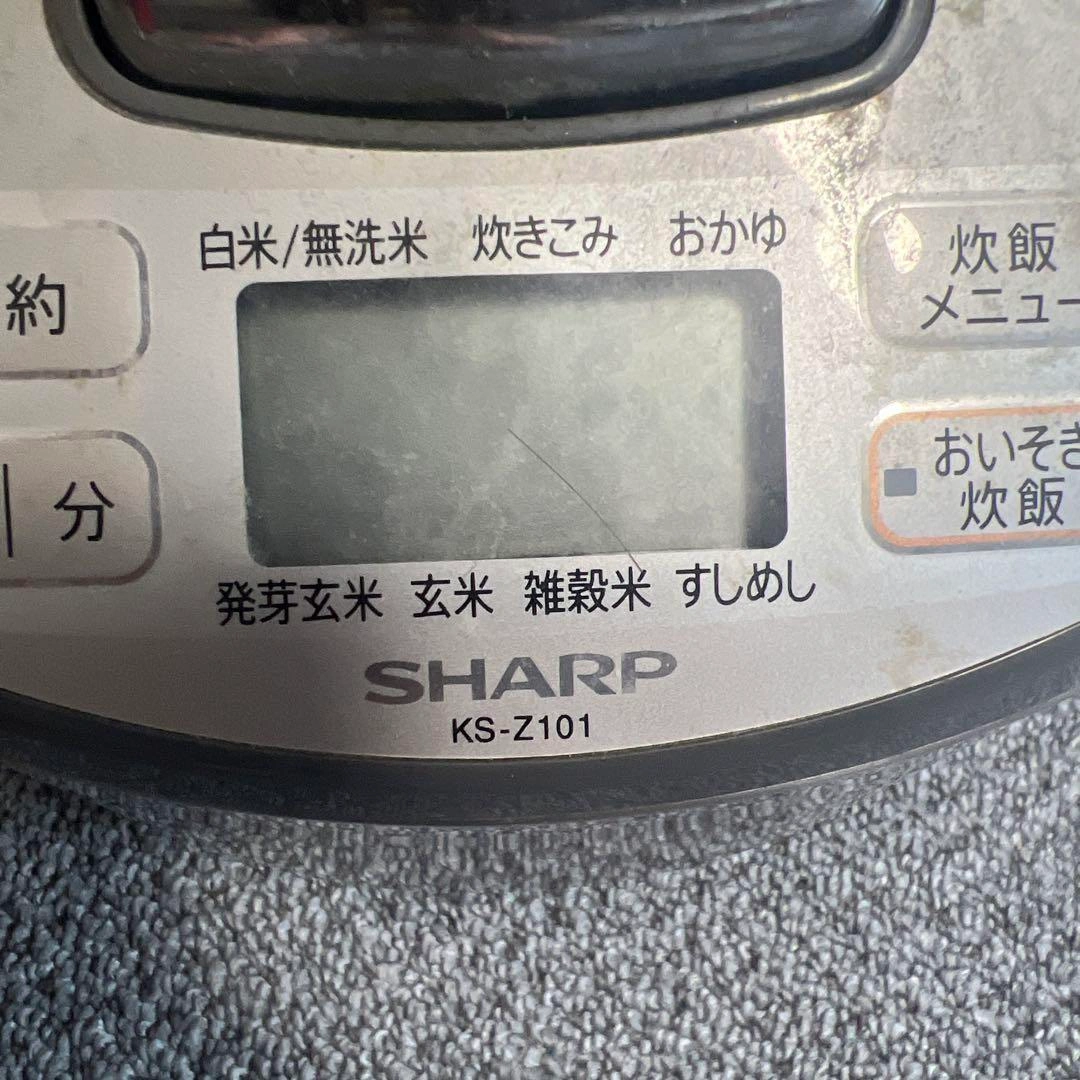 白米/無洗米 炊きこみ おかゆ
約
炊飯
メニュー
分
おいそぎ
炊飯
発芽玄米 玄米 雑穀米 すしめし
SHARP
KS-Z101